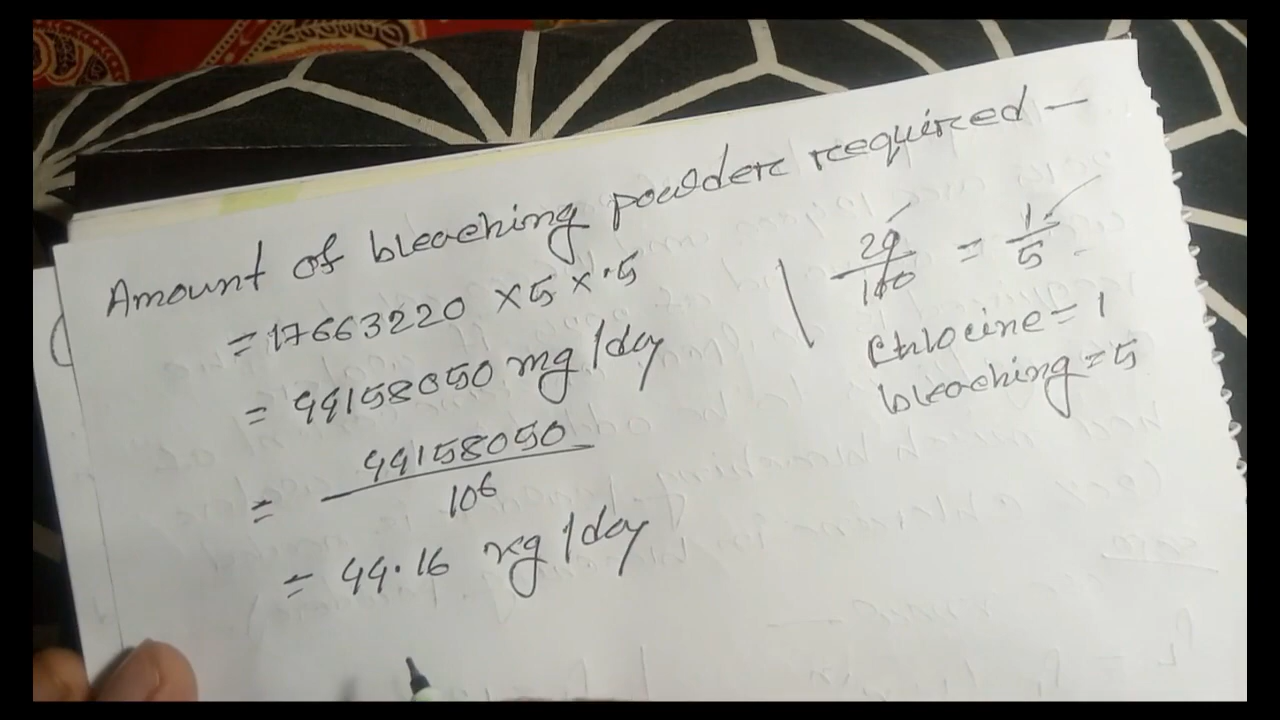 Amount of bleaching powder required —
= 17663220 × 5 × .5
= 44158050 mg/day
= 44158050 / 10⁶
= 44.16 kg/day
20/100 = 1/5
Chlorine = 1
bleaching = 5